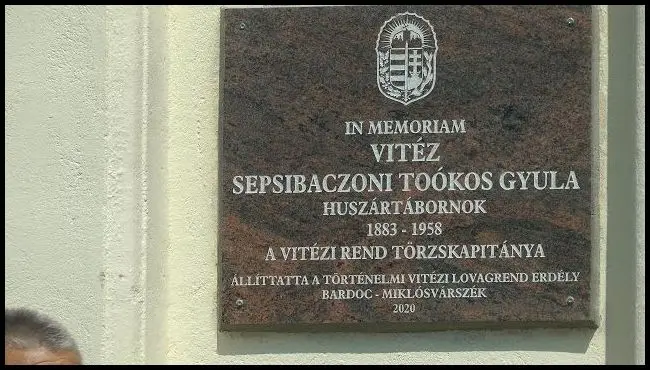 IN MEMORIAM
VITÉZ
SEPSIBACZONI TOÓKOS GYULA
HUSZÁRTÁBORNOK
1883 - 1958
A VITÉZI REND TÖRZSKAPITÁNYA
ÁLLÍTTATTA A TÖRTÉNELMI VITÉZI LOVAGREND ERDÉLY
BARDOC - MIKLÓSVÁRSZÉK
2020